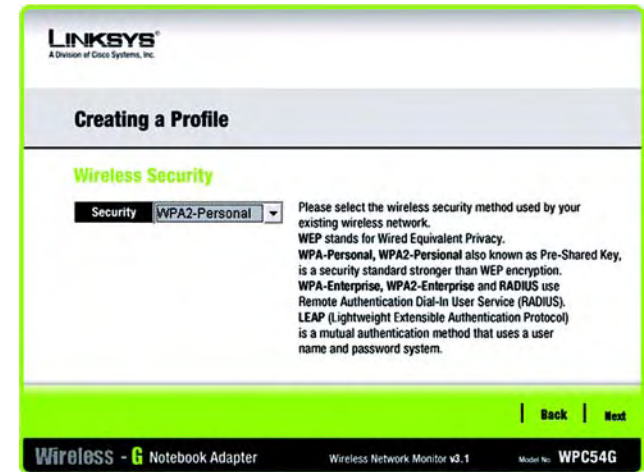 LINKSYS®
A Division of Cisco Systems, Inc.
Creating a Profile
Wireless Security
Security WPA2-Personal
Please select the wireless security method used by your
existing wireless network.
WEP stands for Wired Equivalent Privacy.
WPA-Personal, WPA2-Persional also known as Pre-Shared Key,
is a security standard stronger than WEP encryption.
WPA-Enterprise, WPA2-Enterprise and RADIUS use
Remote Authentication Dial-In User Service (RADIUS).
LEAP (Lightweight Extensible Authentication Protocol)
is a mutual authentication method that uses a user
name and password system.
Back Next
Wireless - G Notebook Adapter Wireless Network Monitor v3.1 Model No. WPC54G